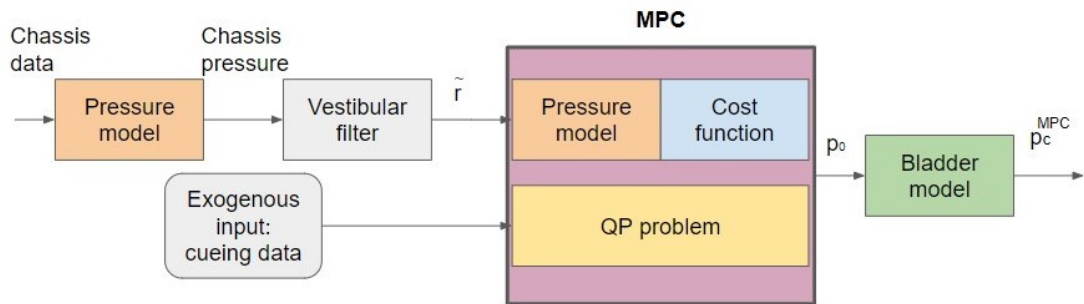 MPC
Chassis
data
Chassis
pressure
Pressure
model
Vestibular
filter
r̃
Pressure
model
Cost
function
p₀
Bladder
model
p_c^MPC
Exogenous
input:
cueing data
QP problem